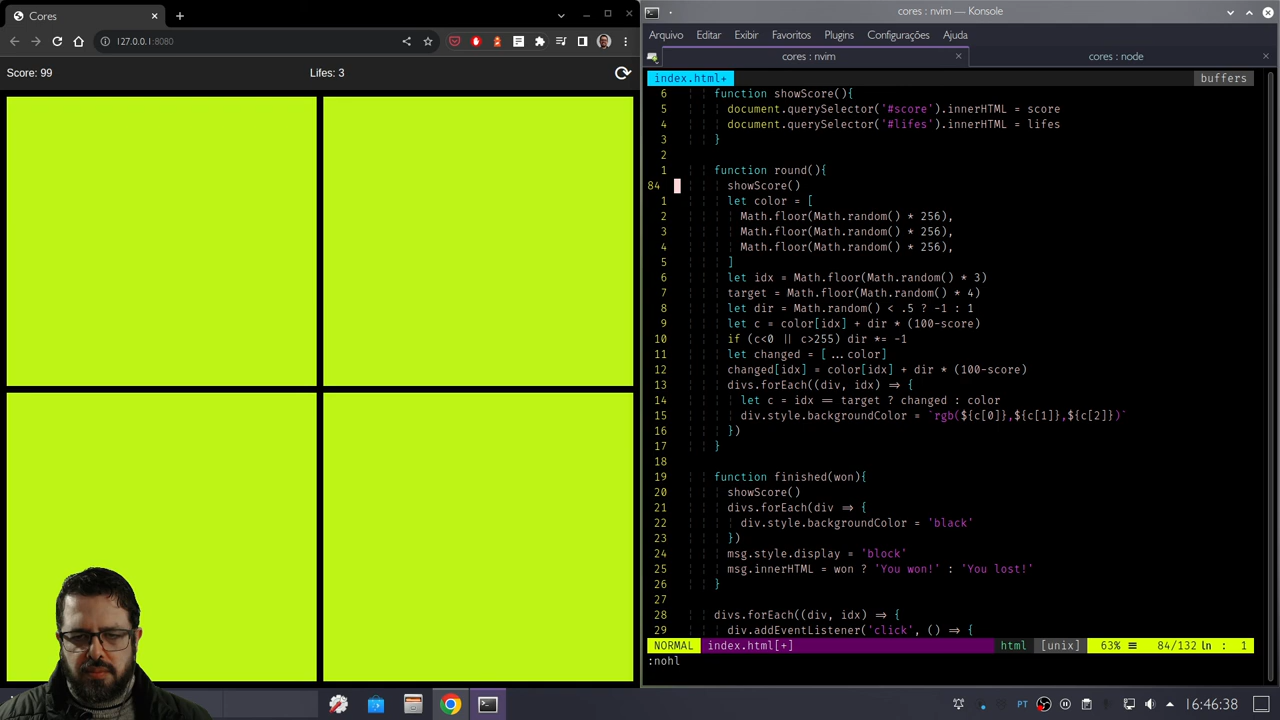 Cores
127.0.0.1:8080
Score: 99
Lifes: 3
cores : nvim — Konsole
Arquivo Editar Exibir Favoritos Plugins Configurações Ajuda
cores : nvim
cores : node
index.html+
buffers
6 function showScore(){
5 document.querySelector('#score').innerHTML = score
4 document.querySelector('#lifes').innerHTML = lifes
3 }
2
1 function round(){
84 showScore()
1 let color = [
2 Math.floor(Math.random() * 256),
3 Math.floor(Math.random() * 256),
4 Math.floor(Math.random() * 256),
5 ]
6 let idx = Math.floor(Math.random() * 3)
7 target = Math.floor(Math.random() * 4)
8 let dir = Math.random() < .5 ? -1 : 1
9 let c = color[idx] + dir * (100-score)
10 if (c<0 || c>255) dir *= -1
11 let changed = [...color]
12 changed[idx] = color[idx] + dir * (100-score)
13 divs.forEach((div, idx) => {
14 let c = idx == target ? changed : color
15 div.style.backgroundColor = `rgb(${c[0]},${c[1]},${c[2]})`
16 })
17 }
18
19 function finished(won){
20 showScore()
21 divs.forEach(div => {
22 div.style.backgroundColor = 'black'
23 })
24 msg.style.display = 'block'
25 msg.innerHTML = won ? 'You won!' : 'You lost!'
26 }
27
28 divs.forEach((div, idx) => {
29 div.addEventListener('click', () => {
NORMAL index.html[+] html [unix] 63% 84/132 ln : 1
:nohl
PT
16:46:38